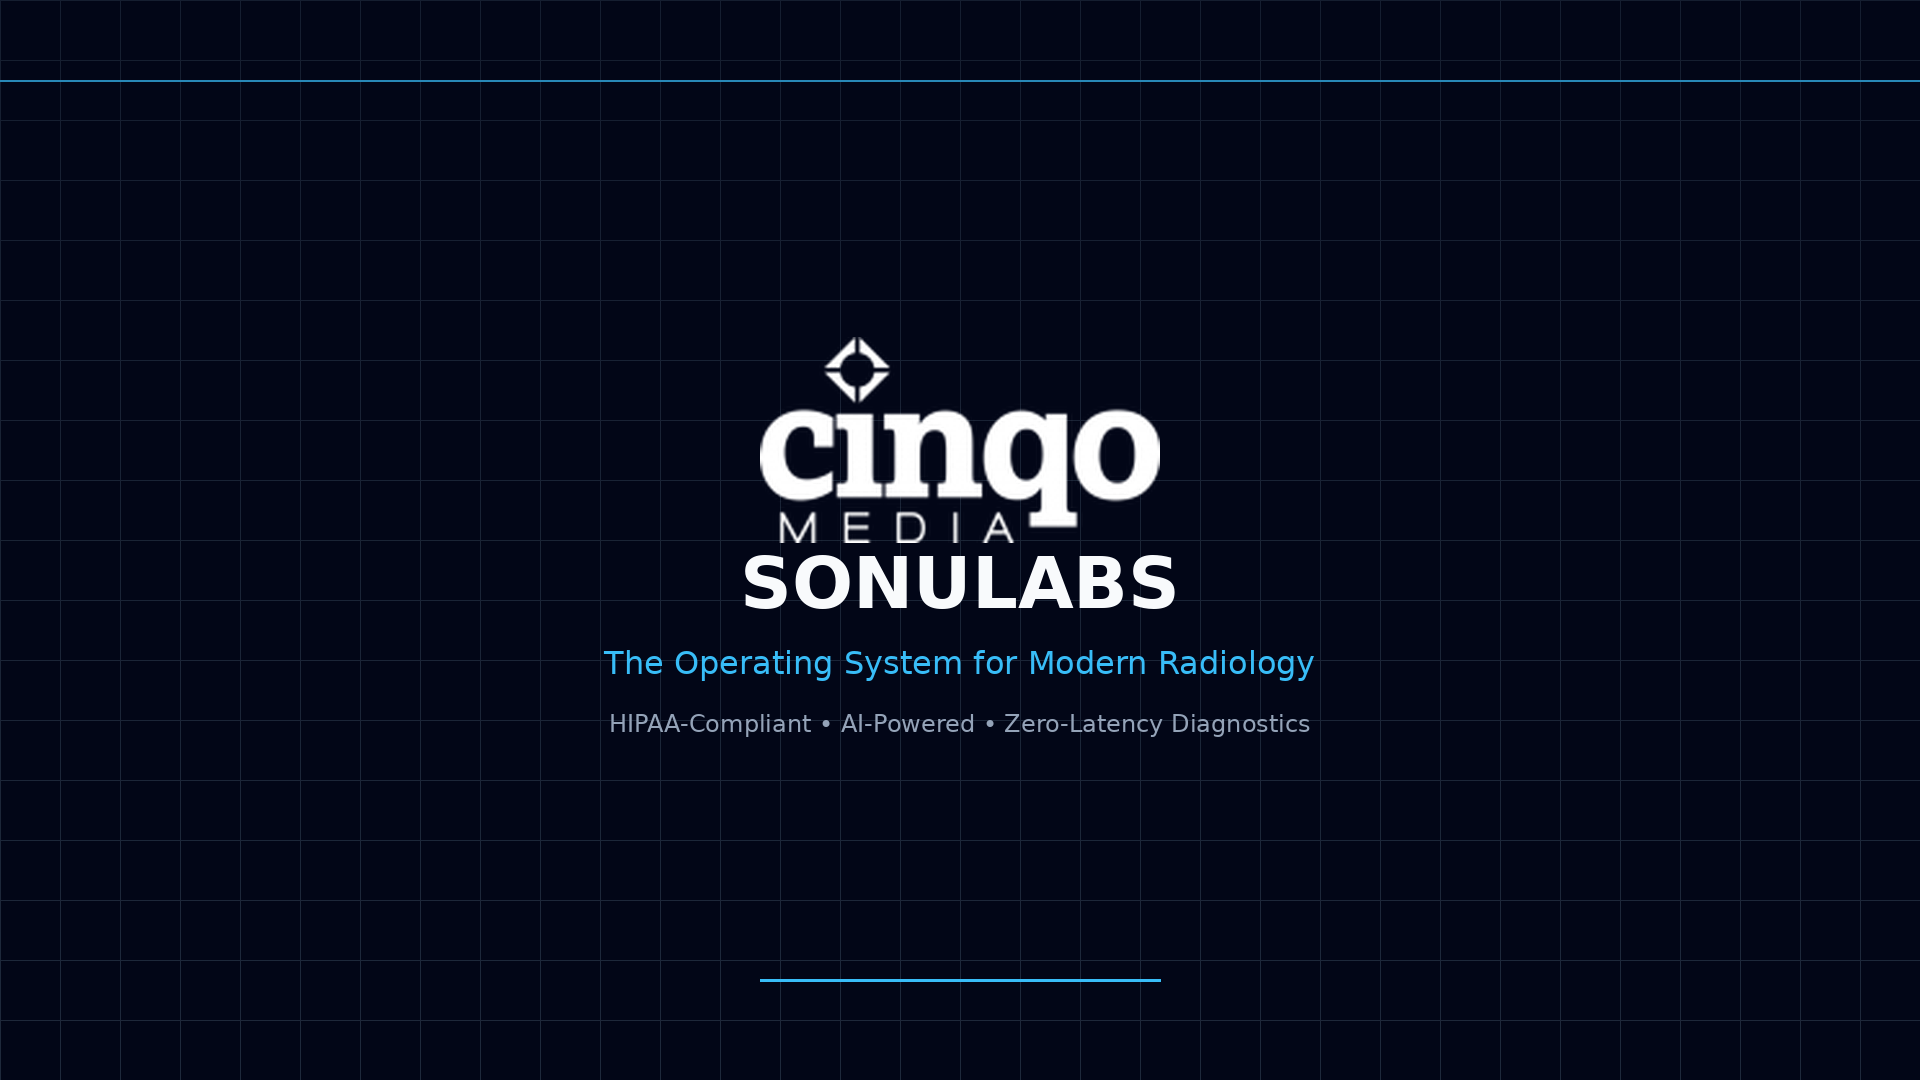 cinqo
MEDIA
SONULABS
The Operating System for Modern Radiology
HIPAA-Compliant • AI-Powered • Zero-Latency Diagnostics